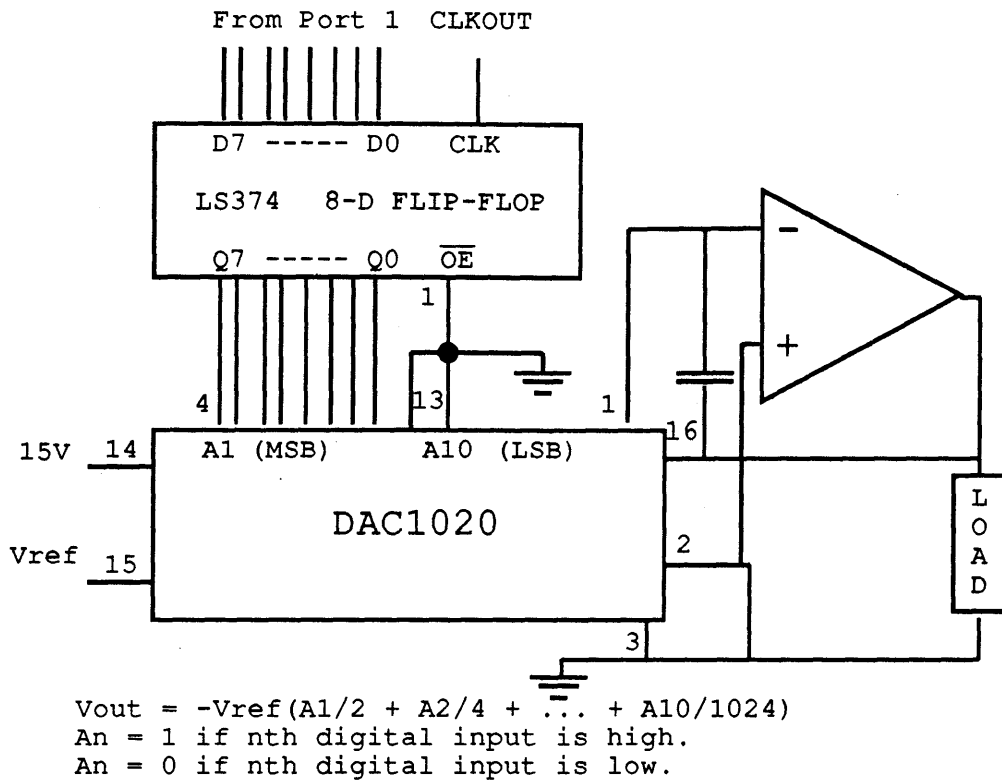 From Port 1 CLKOUT
D7 ----- D0 CLK
LS374 8-D FLIP-FLOP
Q7 ----- Q0 OE
1
-
+
4
13
1
16
15V 14
A1 (MSB) A10 (LSB)
DAC1020
2
Vref 15
3
LOAD
Vout = -Vref(A1/2 + A2/4 + ... + A10/1024)
An = 1 if nth digital input is high.
An = 0 if nth digital input is low.